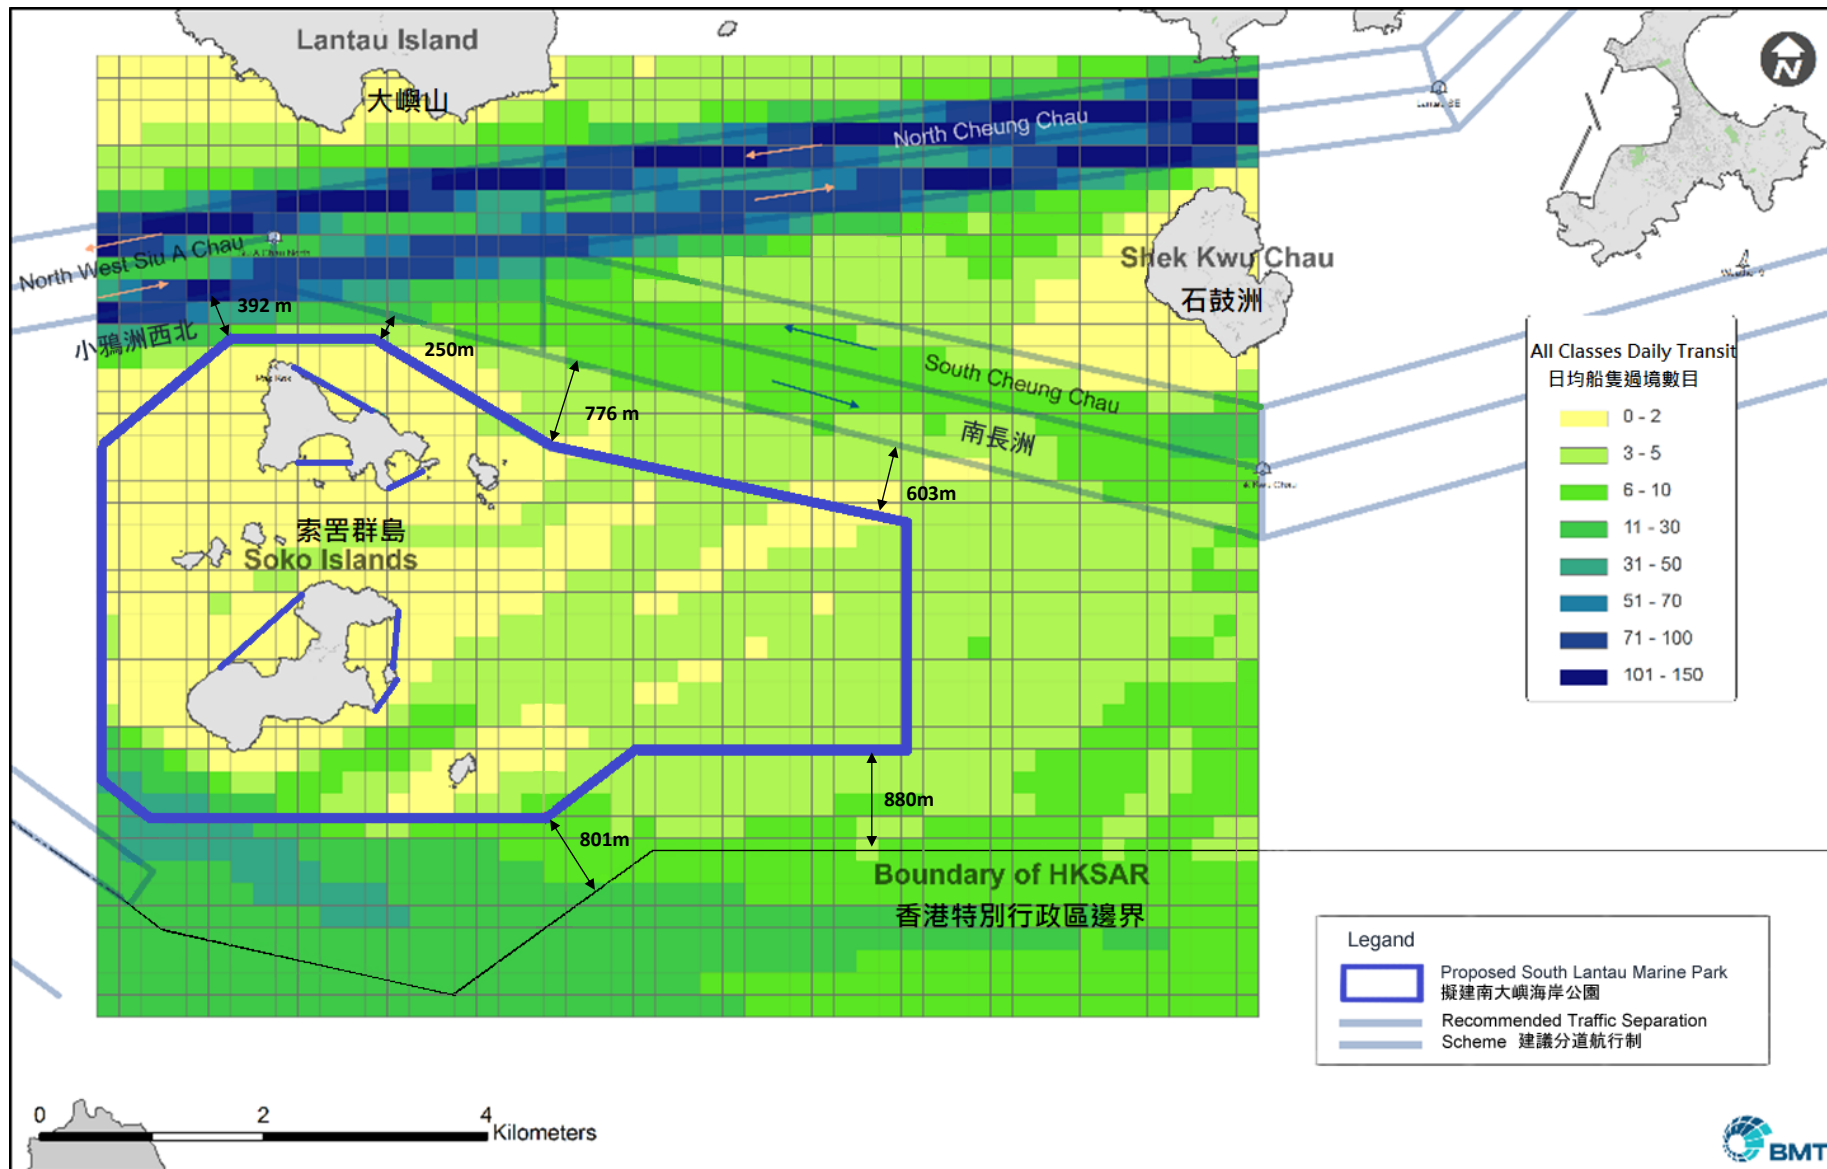 Lantau Island
大嶼山
North Cheung Chau
North West Siu A Chau
小鴉洲西北
392 m
250m
776 m
603m
Shek Kwu Chau
石鼓洲
South Cheung Chau
南長洲
索罟群島
Soko Islands
880m
801m
Boundary of HKSAR
香港特別行政區邊界
All Classes Daily Transit
日均船隻過境數目
0 - 2
3 - 5
6 - 10
11 - 30
31 - 50
51 - 70
71 - 100
101 - 150
Legand
Proposed South Lantau Marine Park
擬建南大嶼海岸公園
Recommended Traffic Separation
Scheme 建議分道航行制
0 2 4
Kilometers
N
BMT